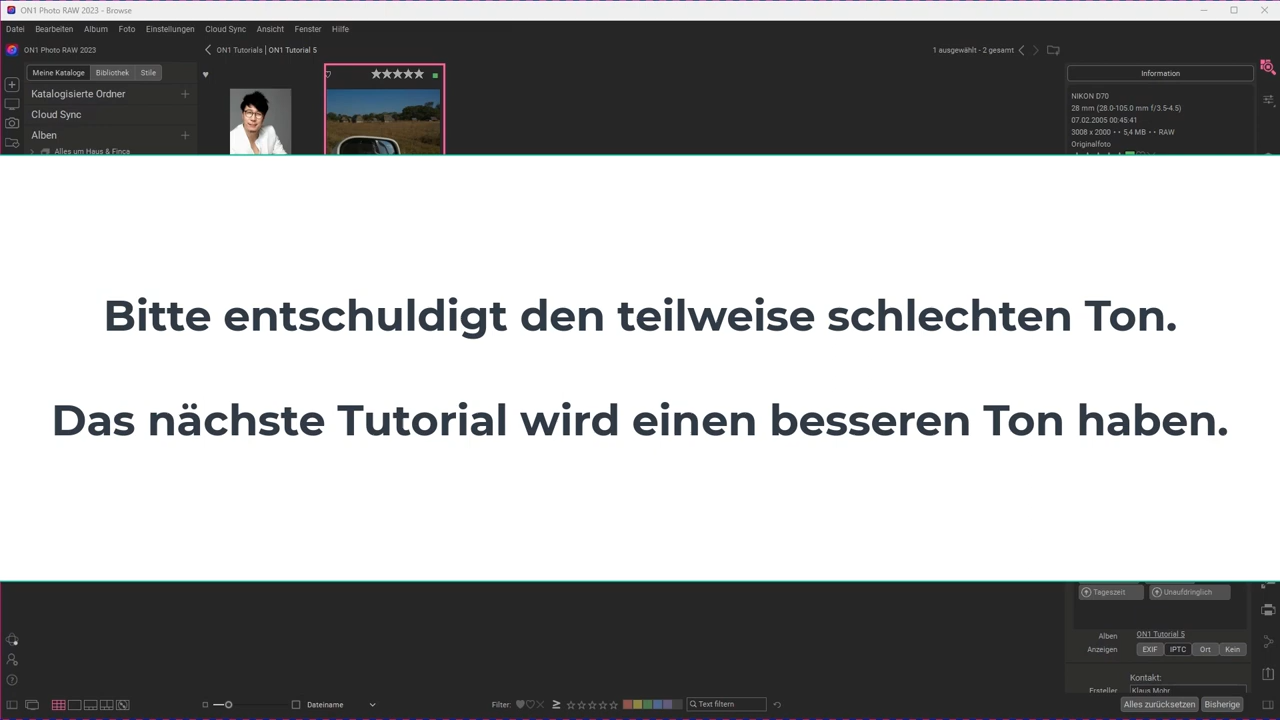 ON1 Photo RAW 2023 - Browse
Datei Bearbeiten Album Foto Einstellungen Cloud Sync Ansicht Fenster Hilfe
ON1 Photo RAW 2023
ON1 Tutorials | ON1 Tutorial 5
1 ausgewählt - 2 gesamt
Meine Kataloge Bibliothek Stile
Information
Katalogisierte Ordner
Cloud Sync
Alben
Alles um Haus & Finca
NIKON D70
28 mm (28.0-105.0 mm f/3.5-4.5)
07.02.2005 00:45:41
3008 x 2000 • • 5,4 MB • • RAW
Originalfoto
Bitte entschuldigt den teilweise schlechten Ton.
Das nächste Tutorial wird einen besseren Ton haben.
Tageszeit Unaufdringlich
Alben ON1 Tutorial 5
Anzeigen EXIF IPTC Ort Kein
Kontakt:
Ersteller Klaus Mohr
Dateiname
Filter:
Text filtern
Alles zurücksetzen Bisherige